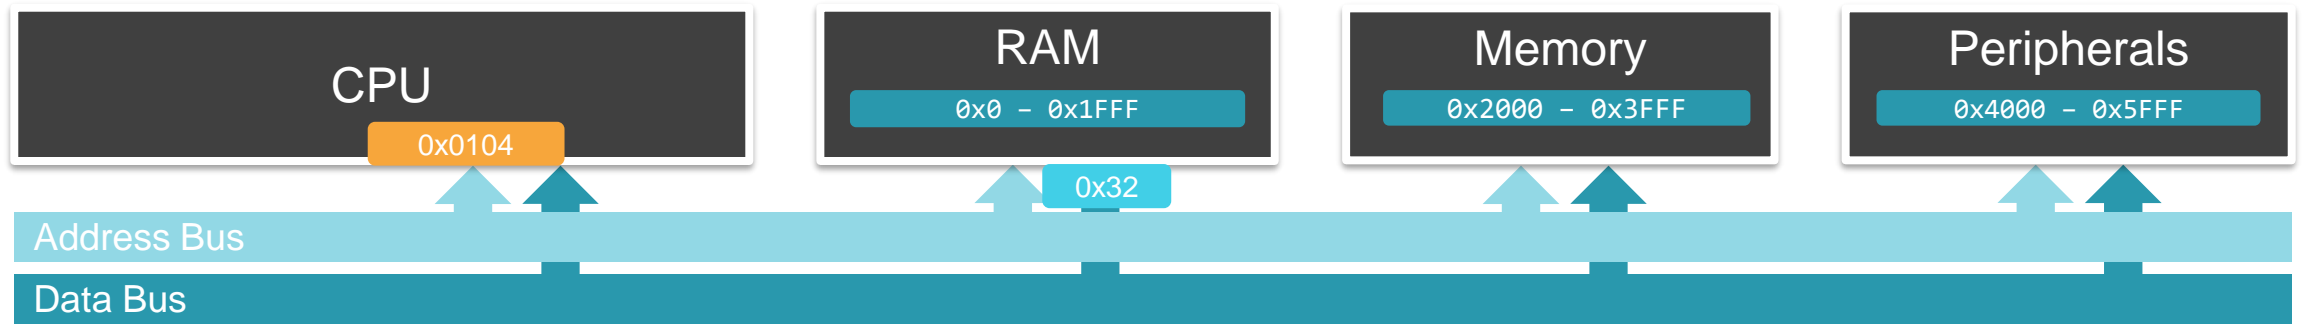 CPU
0x0104
RAM
0x0 – 0x1FFF
0x32
Memory
0x2000 – 0x3FFF
Peripherals
0x4000 – 0x5FFF
Address Bus
Data Bus